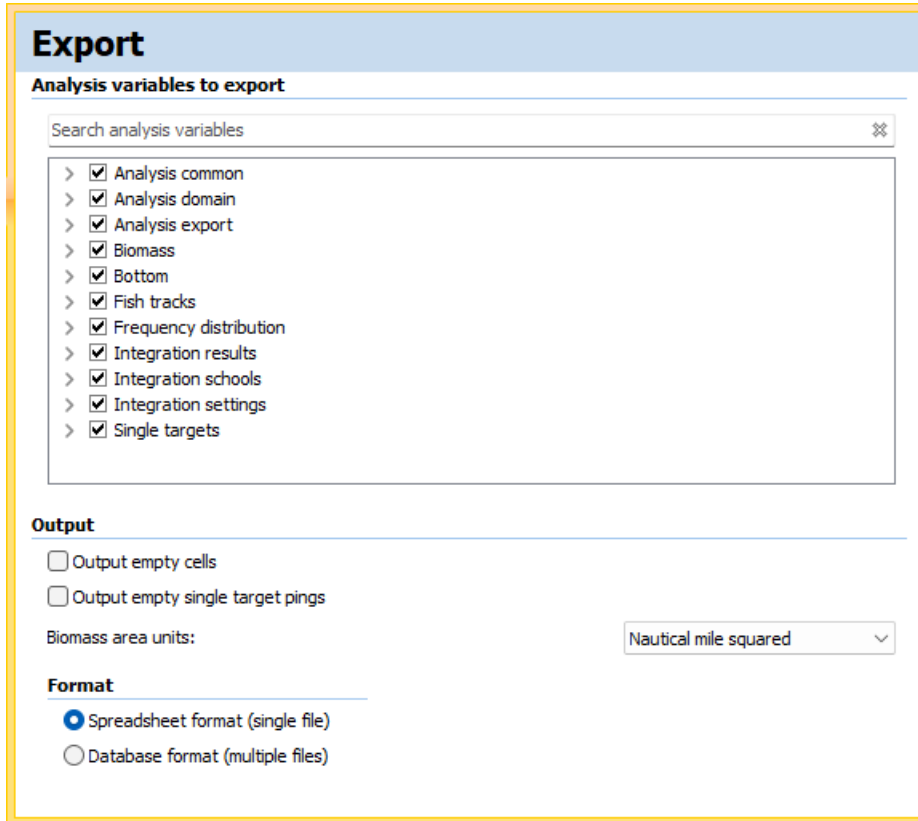 Export
Analysis variables to export
Search analysis variables
Analysis common
Analysis domain
Analysis export
Biomass
Bottom
Fish tracks
Frequency distribution
Integration results
Integration schools
Integration settings
Single targets
Output
Output empty cells
Output empty single target pings
Biomass area units: Nautical mile squared
Format
Spreadsheet format (single file)
Database format (multiple files)